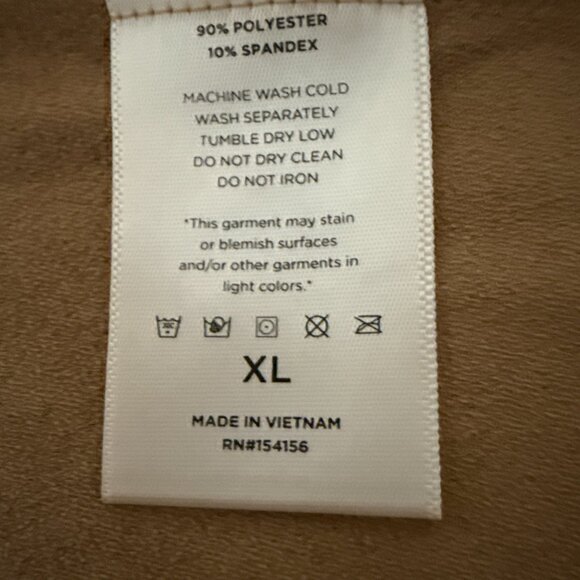 90% POLYESTER
10% SPANDEX
MACHINE WASH COLD
WASH SEPARATELY
TUMBLE DRY LOW
DO NOT DRY CLEAN
DO NOT IRON
*This garment may stain
or blemish surfaces
and/or other garments in
light colors.*
30C
XL
MADE IN VIETNAM
RN#154156